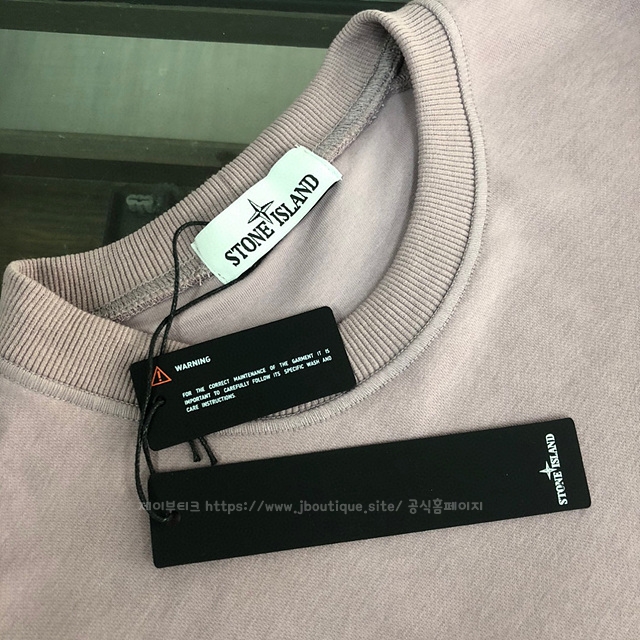 STONE ISLAND
WARNING
FOR THE CORRECT MAINTENANCE OF THE GARMENT IT IS
IMPORTANT TO CAREFULLY FOLLOW ITS SPECIFIC WASH AND
CARE INSTRUCTIONS.
STONE ISLAND
제이부티크 https://www.jboutique.site/ 공식홈페이지